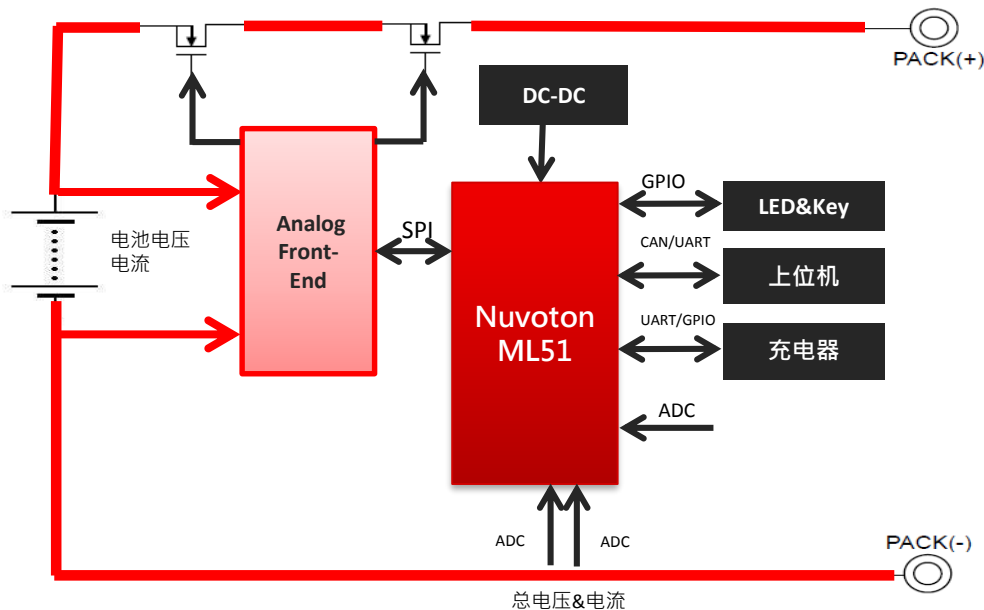 PACK(+)
DC-DC
GPIO
LED&Key
Analog
Front-
End
SPI
电池电压
电流
CAN/UART
上位机
Nuvoton
ML51
UART/GPIO
充电器
ADC
ADC
ADC
PACK(-)
总电压&电流